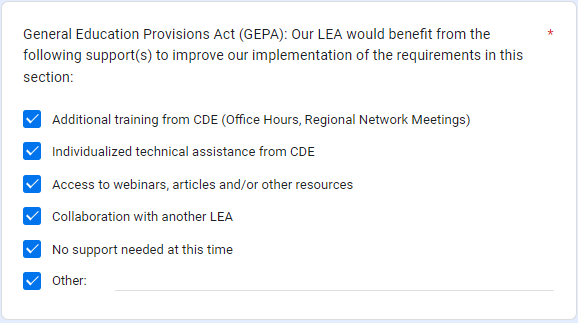 General Education Provisions Act (GEPA): Our LEA would benefit from the *
following support(s) to improve our implementation of the requirements in this
section:
Additional training from CDE (Office Hours, Regional Network Meetings)
Individualized technical assistance from CDE
Access to webinars, articles and/or other resources
Collaboration with another LEA
No support needed at this time
Other: